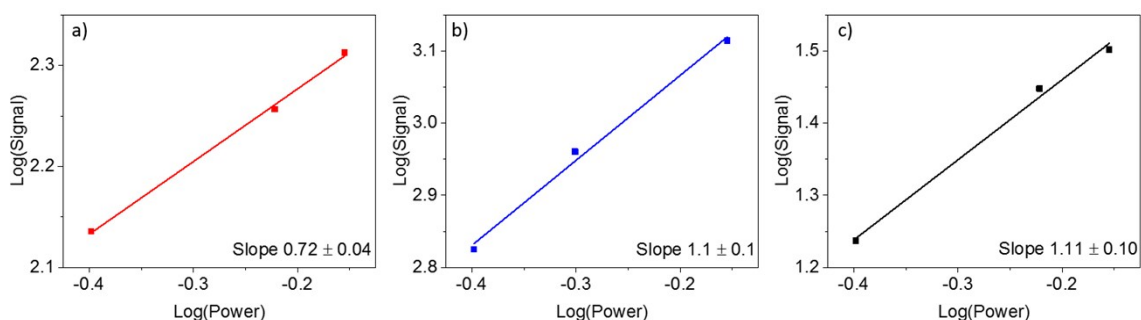 a)
Log(Signal)
2.3
2.2
2.1
-0.4
-0.3
-0.2
Log(Power)
Slope 0.72 ± 0.04
b)
Log(Signal)
3.1
3.0
2.9
2.8
-0.4
-0.3
-0.2
Log(Power)
Slope 1.1 ± 0.1
c)
Log(Signal)
1.5
1.4
1.3
1.2
-0.4
-0.3
-0.2
Log(Power)
Slope 1.11 ± 0.10